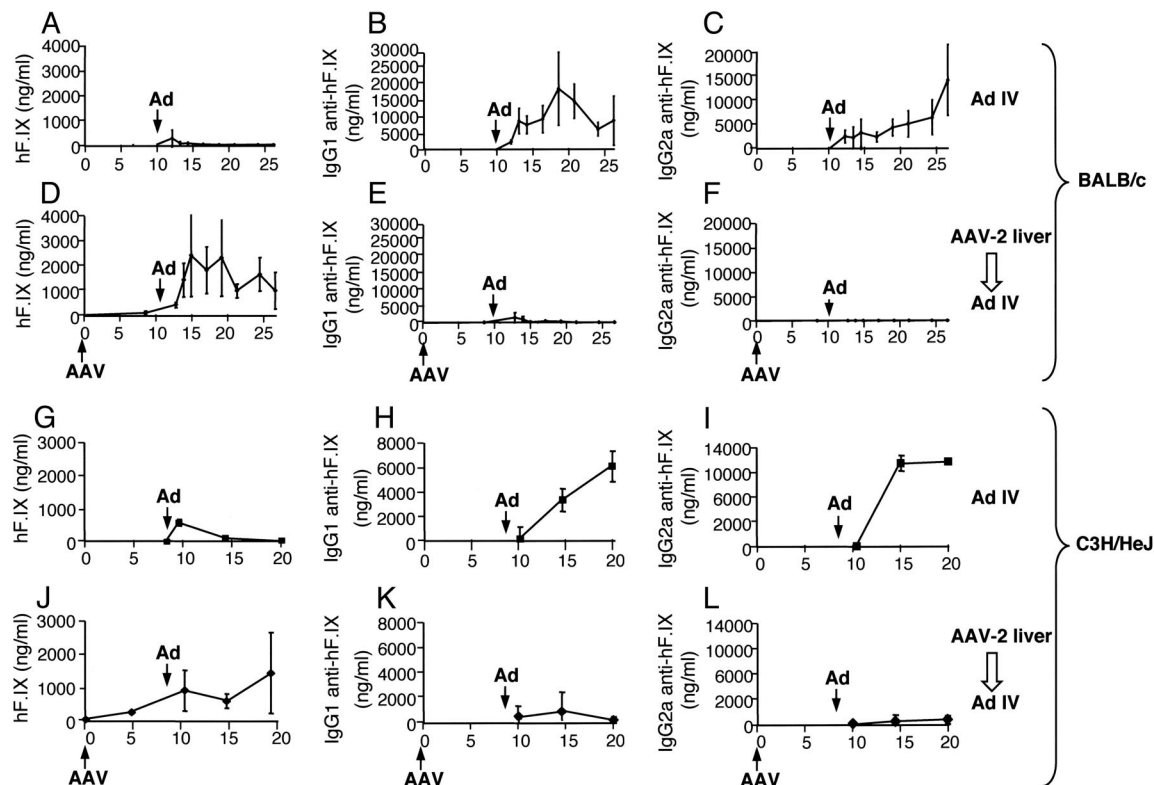 A
hF.IX (ng/ml)
4000
3000
2000
1000
0
Ad
0 5 10 15 20 25
B
IgG1 anti-hF.IX
(ng/ml)
30000
25000
20000
15000
10000
5000
0
Ad
0 5 10 15 20 25
C
IgG2a anti-hF.IX
(ng/ml)
20000
15000
10000
5000
0
Ad
0 5 10 15 20 25
Ad IV
BALB/c
D
hF.IX (ng/ml)
4000
3000
2000
1000
0
Ad
0 5 10 15 20 25
AAV
E
IgG1 anti-hF.IX
(ng/ml)
30000
25000
20000
15000
10000
5000
0
Ad
0 5 10 15 20 25
AAV
F
IgG2a anti-hF.IX
(ng/ml)
20000
15000
10000
5000
0
Ad
0 5 10 15 20 25
AAV
AAV-2 liver
Ad IV
G
hF.IX (ng/ml)
3000
2000
1000
0
Ad
0 5 10 15 20
H
IgG1 anti-hF.IX
(ng/ml)
8000
6000
4000
2000
0
Ad
0 5 10 15 20
I
IgG2a anti-hF.IX
(ng/ml)
14000
10000
6000
2000
0
Ad
0 5 10 15 20
Ad IV
C3H/HeJ
J
hF.IX (ng/ml)
3000
2000
1000
0
Ad
0 5 10 15 20
AAV
K
IgG1 anti-hF.IX
(ng/ml)
8000
6000
4000
2000
0
Ad
0 5 10 15 20
AAV
L
IgG2a anti-hF.IX
(ng/ml)
14000
10000
6000
2000
0
Ad
0 5 10 15 20
AAV
AAV-2 liver
Ad IV